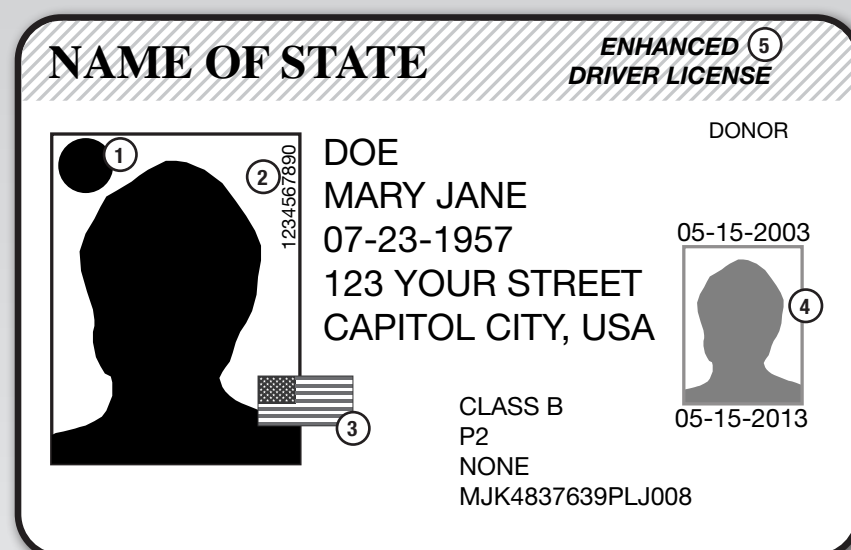 NAME OF STATE
ENHANCED 5
DRIVER LICENSE
DONOR
1
2
1234567890
DOE
MARY JANE
07-23-1957
123 YOUR STREET
CAPITOL CITY, USA
05-15-2003
4
05-15-2013
3
CLASS B
P2
NONE
MJK4837639PLJ008